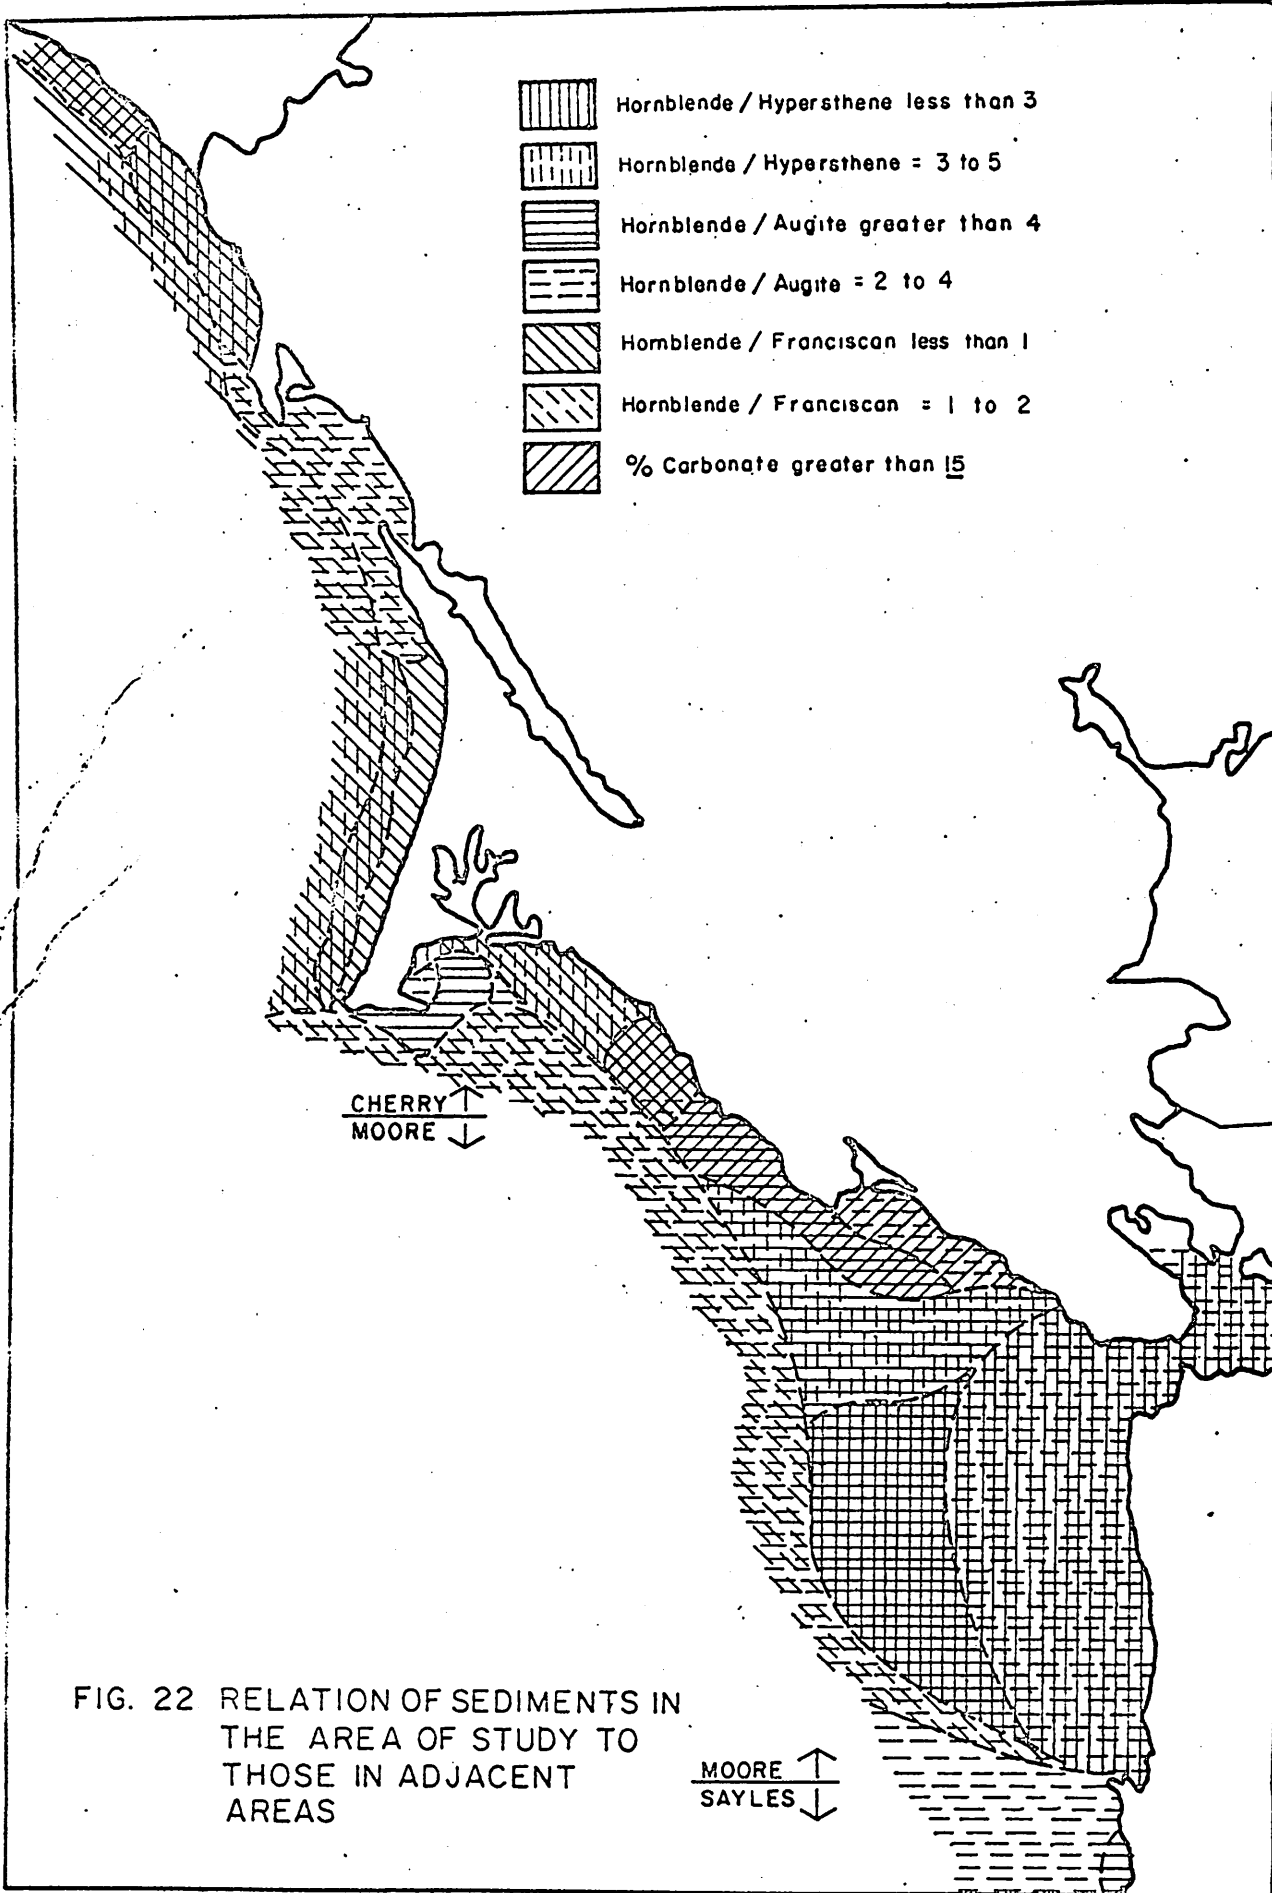 Hornblende / Hypersthene less than 3
Hornblende / Hypersthene = 3 to 5
Hornblende / Augite greater than 4
Hornblende / Augite = 2 to 4
Hornblende / Franciscan less than 1
Hornblende / Franciscan = 1 to 2
% Carbonate greater than 15
CHERRY
MOORE
MOORE
SAYLES
FIG. 22 RELATION OF SEDIMENTS IN
THE AREA OF STUDY TO
THOSE IN ADJACENT
AREAS